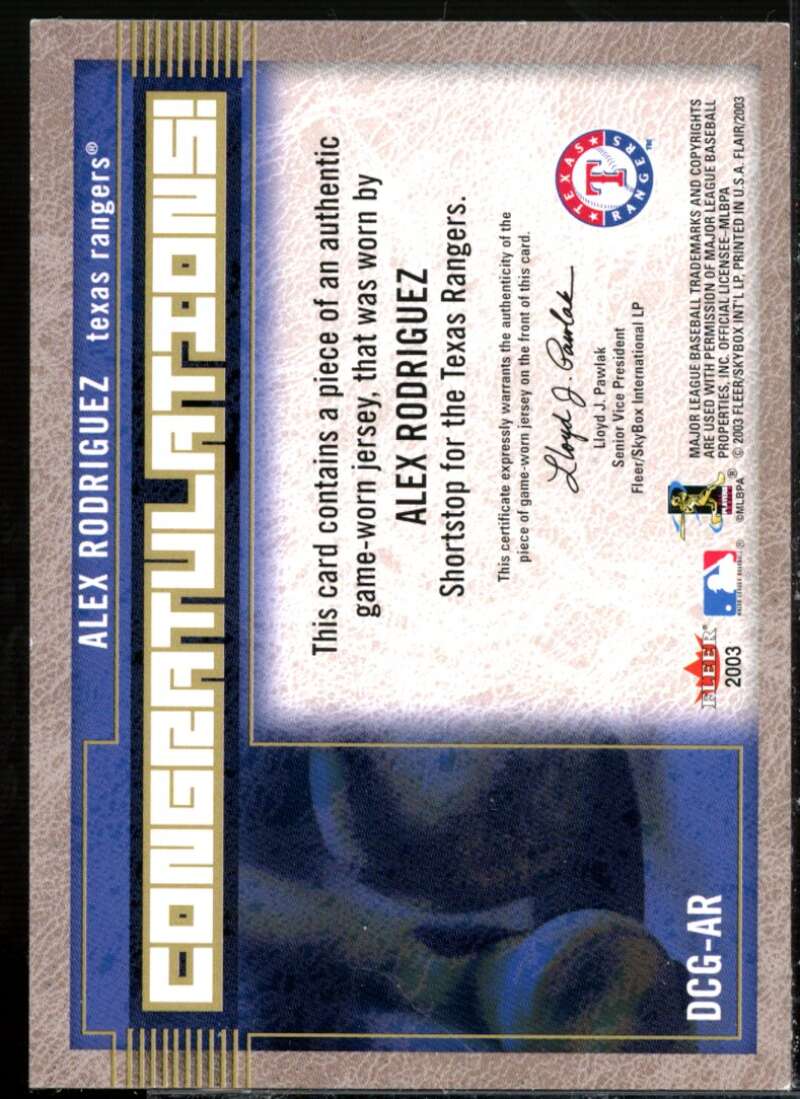 ALEX RODRIGUEZ texas rangers®
CONGRATULATIONS!
This card contains a piece of an authentic
game-worn jersey, that was worn by
ALEX RODRIGUEZ
Shortstop for the Texas Rangers.
This certificate expressly warrants the authenticity of the
piece of game-worn jersey on the front of this card.
Lloyd J. Pawlak
Lloyd J. Pawlak
Senior Vice President
Fleer/SkyBox International LP
TEXAS
T
RANGERS
™
DCG-AR
FLEER®
2003
®
©MLBPA
®
MAJOR LEAGUE BASEBALL TRADEMARKS AND COPYRIGHTS
ARE USED WITH PERMISSION OF MAJOR LEAGUE BASEBALL
PROPERTIES, INC. OFFICIAL LICENSEE–MLBPA
© 2003 FLEER/SKYBOX INT'L LP, PRINTED IN U.S.A. FLAIR/2003